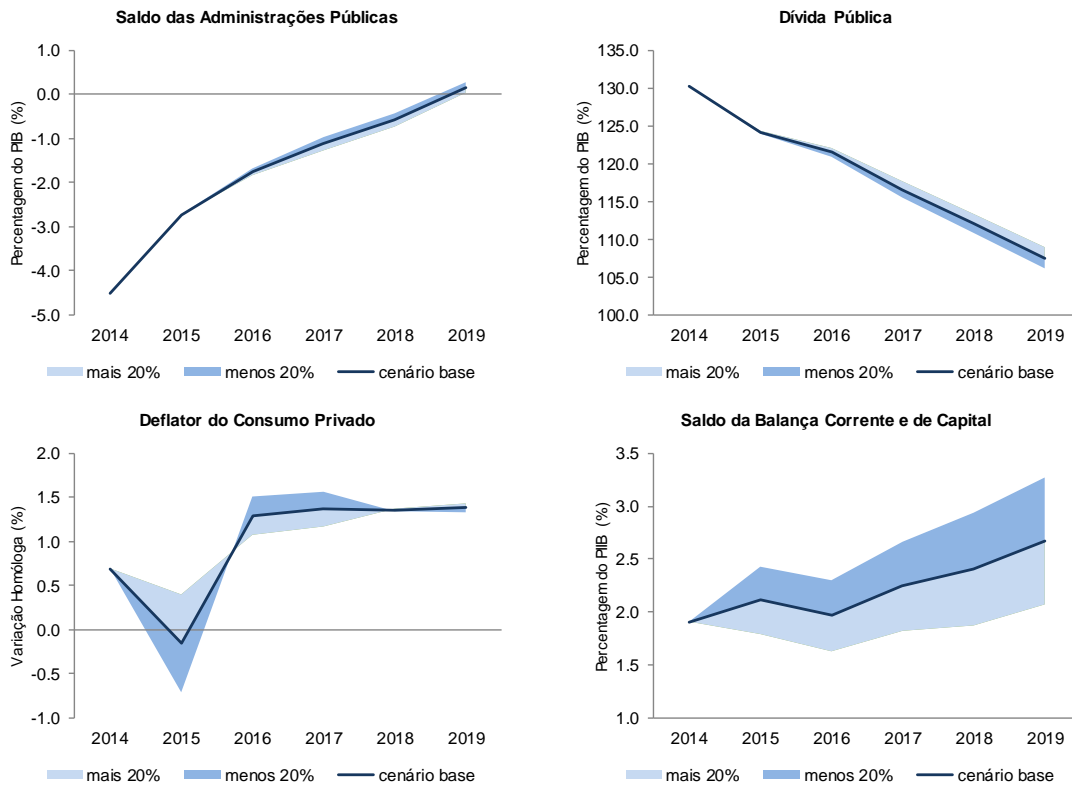 Saldo das Administrações Públicas
Percentagem do PIB (%)
1.0
0.0
-1.0
-2.0
-3.0
-4.0
-5.0
2014 2015 2016 2017 2018 2019
mais 20% menos 20% cenário base
Dívida Pública
Percentagem do PIB (%)
135.0
130.0
125.0
120.0
115.0
110.0
105.0
100.0
2014 2015 2016 2017 2018 2019
mais 20% menos 20% cenário base
Deflator do Consumo Privado
Variação Homóloga (%)
2.0
1.5
1.0
0.5
0.0
-0.5
-1.0
2014 2015 2016 2017 2018 2019
mais 20% menos 20% cenário base
Saldo da Balança Corrente e de Capital
Percentagem do PIIB (%)
3.5
3.0
2.5
2.0
1.5
1.0
2014 2015 2016 2017 2018 2019
mais 20% menos 20% cenário base